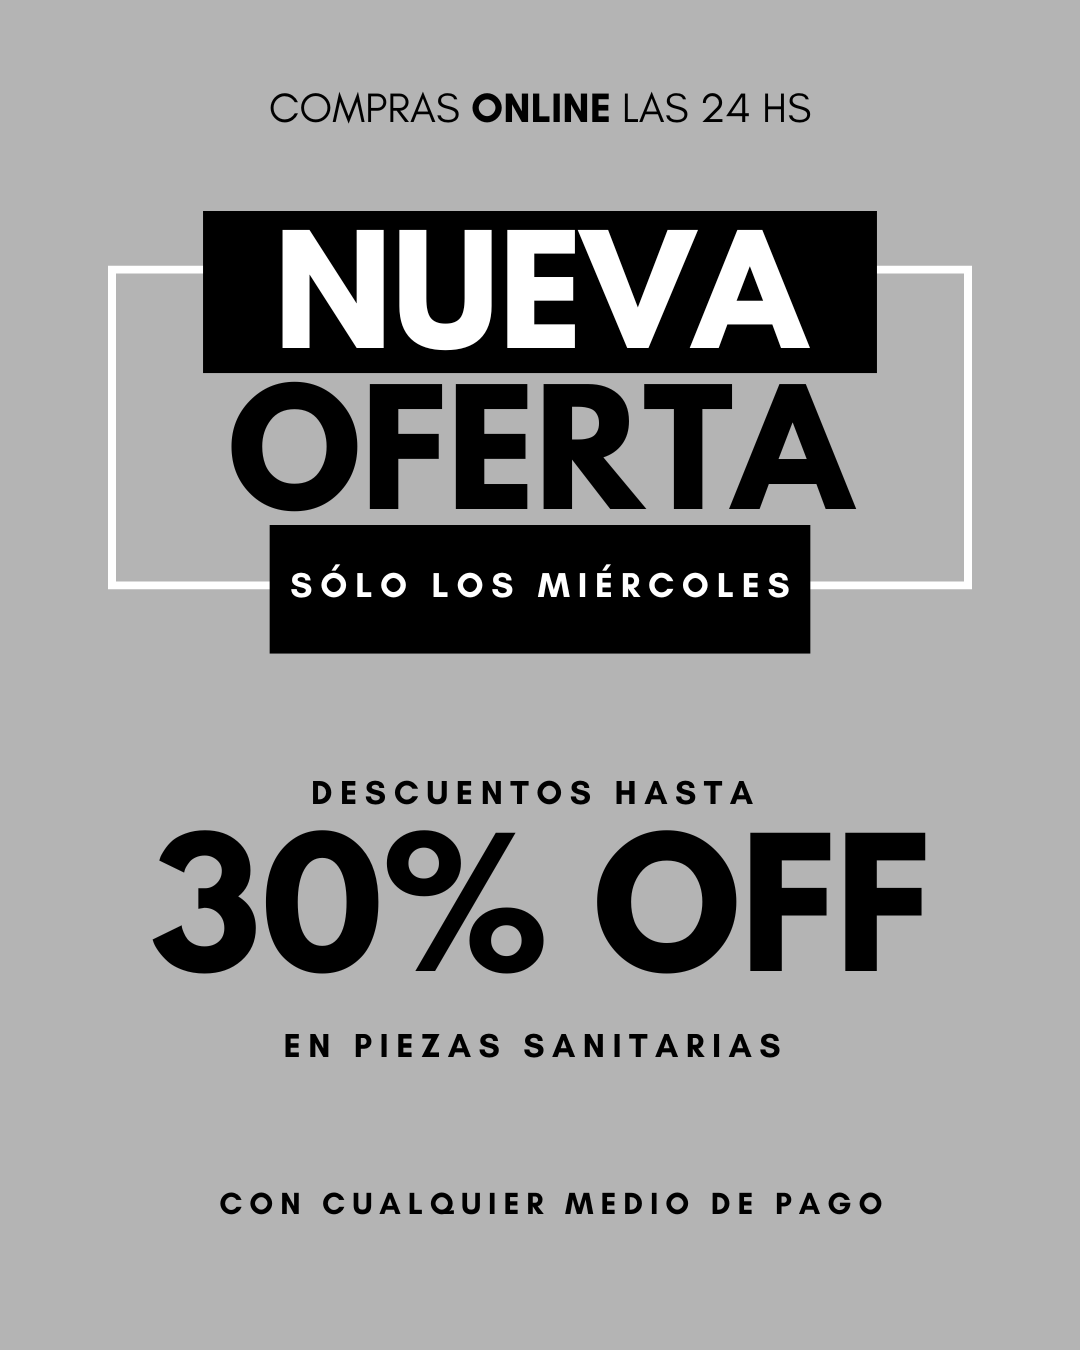 COMPRAS ONLINE LAS 24 HS
NUEVA
OFERTA
SÓLO LOS MIÉRCOLES
DESCUENTOS HASTA
30% OFF
EN PIEZAS SANITARIAS
CON CUALQUIER MEDIO DE PAGO